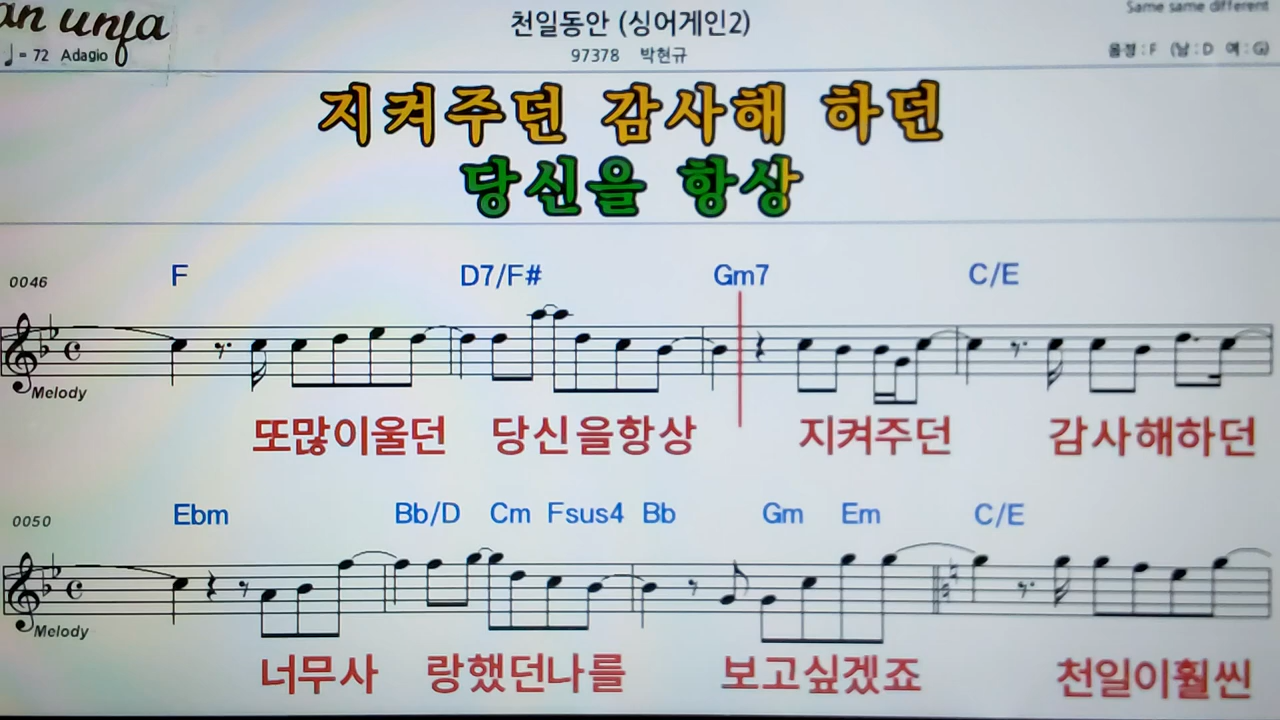 an unfa
천일동안 (싱어게인2)
Same same different
♩= 72 Adagio
97378 박현규
음정 : F (남 : D 여 : G)
지켜주던 감사해 하던
당신을 항상
0046
F D7/F# Gm7 C/E
Melody
또많이울던 당신을항상 지켜주던 감사해하던
0050
Ebm Bb/D Cm Fsus4 Bb Gm Em C/E
Melody
너무사 랑했던나를 보고싶겠죠 천일이훨씬